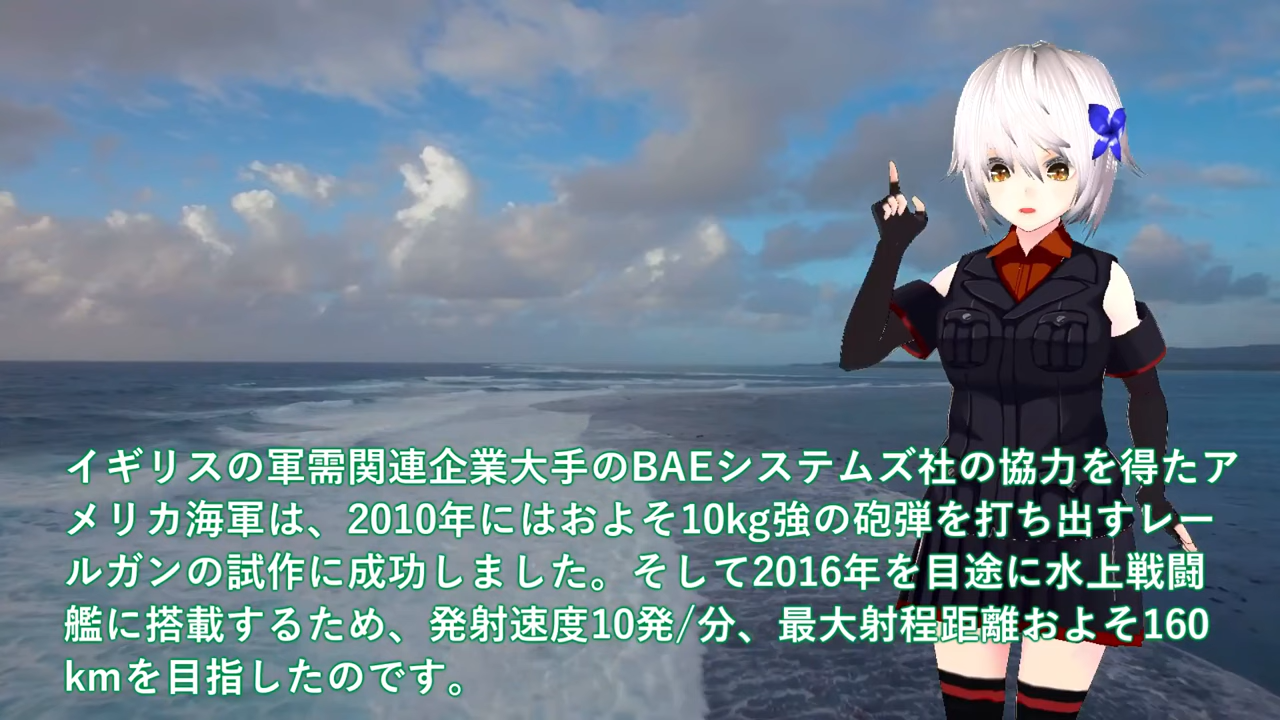 イギリスの軍需関連企業大手のBAEシステムズ社の協力を得たア
メリカ海軍は、2010年にはおよそ10kg強の砲弾を打ち出すレー
ルガンの試作に成功しました。そして2016年を目途に水上戦闘
艦に搭載するため、発射速度10発/分、最大射程距離およそ160
kmを目指したのです。